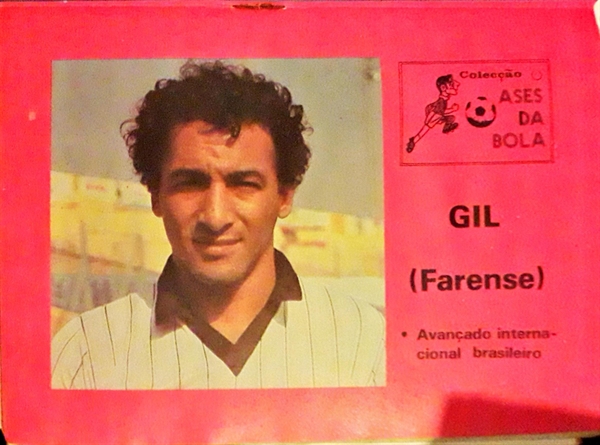 Colecção
ASES
DA
BOLA
GIL
(Farense)
• Avançado interna-
cional brasileiro